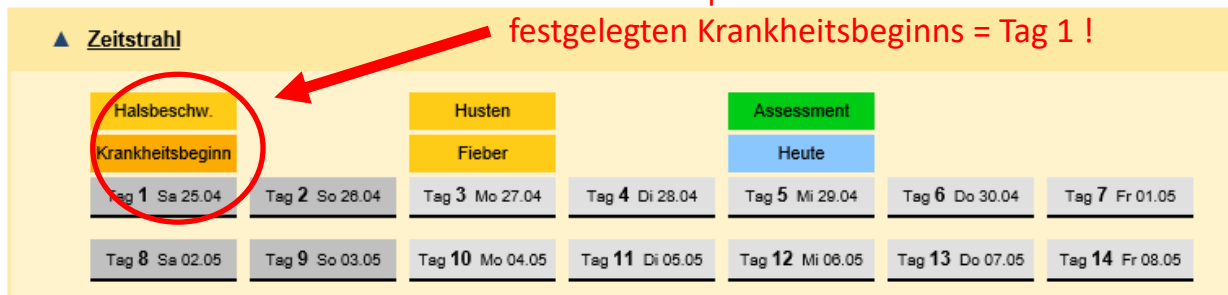 festgelegten Krankheitsbeginns = Tag 1 !
▲ Zeitstrahl
Halsbeschw. Husten Assessment
Krankheitsbeginn Fieber Heute
Tag 1 Sa 25.04 Tag 2 So 26.04 Tag 3 Mo 27.04 Tag 4 Di 28.04 Tag 5 Mi 29.04 Tag 6 Do 30.04 Tag 7 Fr 01.05
Tag 8 Sa 02.05 Tag 9 So 03.05 Tag 10 Mo 04.05 Tag 11 Di 05.05 Tag 12 Mi 06.05 Tag 13 Do 07.05 Tag 14 Fr 08.05